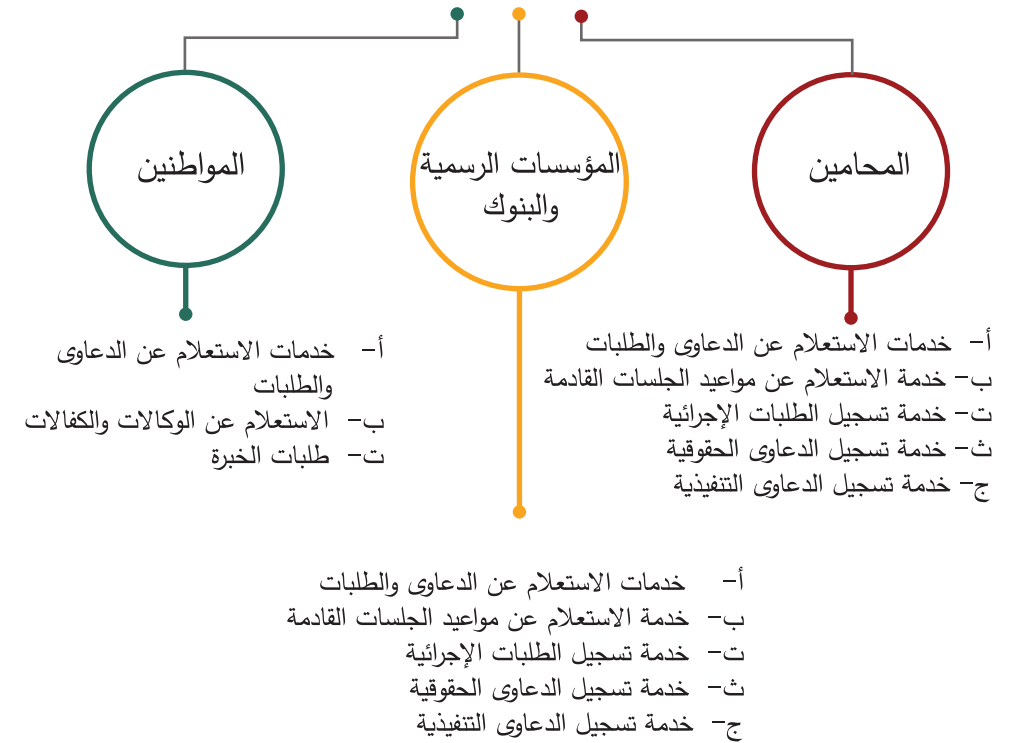 المحامين
أ- خدمات الاستعلام عن الدعاوى والطلبات
ب- خدمة الاستعلام عن مواعيد الجلسات القادمة
ت- خدمة تسجيل الطلبات الإجرائية
ث- خدمة تسجيل الدعاوى الحقوقية
ج- خدمة تسجيل الدعاوى التنفيذية
المؤسسات الرسمية
والبنوك
أ- خدمات الاستعلام عن الدعاوى والطلبات
ب- خدمة الاستعلام عن مواعيد الجلسات القادمة
ت- خدمة تسجيل الطلبات الإجرائية
ث- خدمة تسجيل الدعاوى الحقوقية
ج- خدمة تسجيل الدعاوى التنفيذية
المواطنين
أ- خدمات الاستعلام عن الدعاوى
والطلبات
ب- الاستعلام عن الوكالات والكفالات
ت- طلبات الخبرة